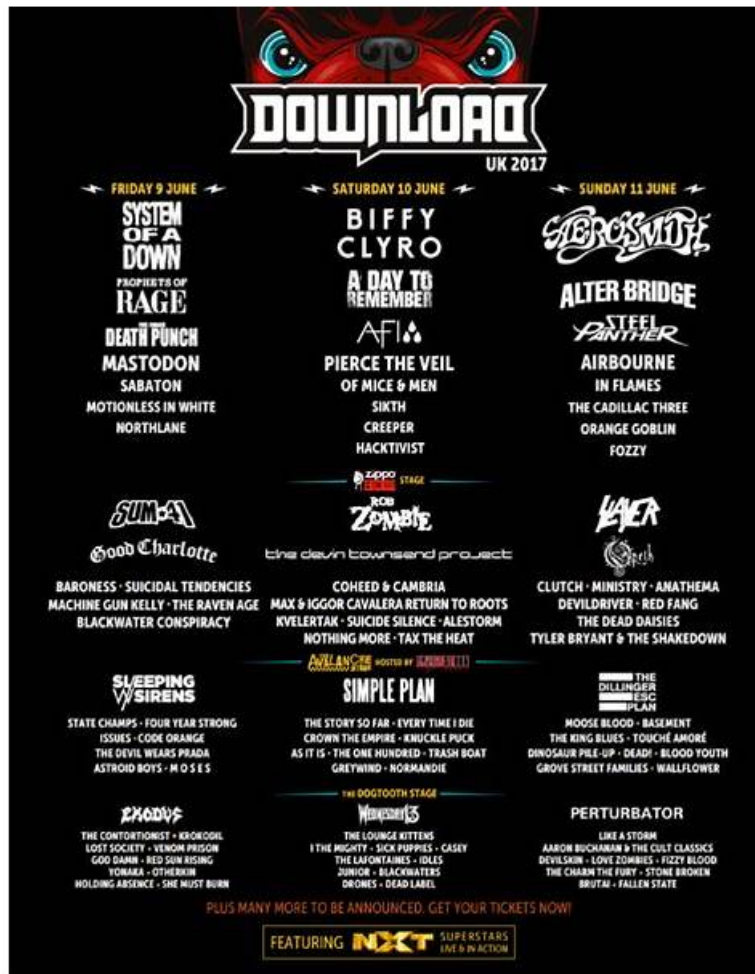 DOWNLOAD
UK 2017
FRIDAY 9 JUNE
SYSTEM
OF A
DOWN
PROPHETS OF
RAGE
DEATH PUNCH
MASTODON
SABATON
MOTIONLESS IN WHITE
NORTHLANE
SATURDAY 10 JUNE
BIFFY
CLYRO
A DAY TO
REMEMBER
AFI
PIERCE THE VEIL
OF MICE & MEN
SIKTH
CREEPER
HACKTIVIST
SUNDAY 11 JUNE
AEROSMITH
ALTER BRIDGE
STEEL
PANTHER
AIRBOURNE
IN FLAMES
THE CADILLAC THREE
ORANGE GOBLIN
FOZZY
zippo STAGE
SUM 41
Good Charlotte
BARONESS · SUICIDAL TENDENCIES
MACHINE GUN KELLY · THE RAVEN AGE
BLACKWATER CONSPIRACY
ROB
ZOMBIE
the devin townsend project
COHEED & CAMBRIA
MAX & IGGOR CAVALERA RETURN TO ROOTS
KVELERTAK · SUICIDE SILENCE · ALESTORM
NOTHING MORE · TAX THE HEAT
SLAYER
Opeth
CLUTCH · MINISTRY · ANATHEMA
DEVILDRIVER · RED FANG
THE DEAD DAISIES
TYLER BRYANT & THE SHAKEDOWN
AVALANCHE HOSTED BY
SLEEPING
W/ SIRENS
STATE CHAMPS · FOUR YEAR STRONG
ISSUES · CODE ORANGE
THE DEVIL WEARS PRADA
ASTROID BOYS · M O S E S
SIMPLE PLAN
THE STORY SO FAR · EVERY TIME I DIE
CROWN THE EMPIRE · KNUCKLE PUCK
AS IT IS · THE ONE HUNDRED · TRASH BOAT
GREYWIND · NORMANDIE
THE
DILLINGER
ESC
PLAN
MOOSE BLOOD · BASEMENT
THE KING BLUES · TOUCHÉ AMORÉ
DINOSAUR PILE-UP · DEAD! · BLOOD YOUTH
GROVE STREET FAMILIES · WALLFLOWER
THE DOGTOOTH STAGE
EXODUS
THE CONTORTIONIST · KROKODIL
LOST SOCIETY · VENOM PRISON
GOD DAMN · RED SUN RISING
YONAKA · OTHERKIN
HOLDING ABSENCE · SHE MUST BURN
WEDNESDAY 13
THE LOUNGE KITTENS
I THE MIGHTY · SICK PUPPIES · CASEY
THE LAFONTAINES · IDLES
JUNIOR · BLACKWATERS
DRONES · DEAD LABEL
PERTURBATOR
LIKE A STORM
AARON BUCHANAN & THE CULT CLASSICS
DEVILSKIN · LOVE ZOMBIES · FIZZY BLOOD
THE CHARM THE FURY · STONE BROKEN
BRUTAI · FALLEN STATE
PLUS MANY MORE TO BE ANNOUNCED. GET YOUR TICKETS NOW!
FEATURING NXT SUPERSTARS
LIVE & IN ACTION